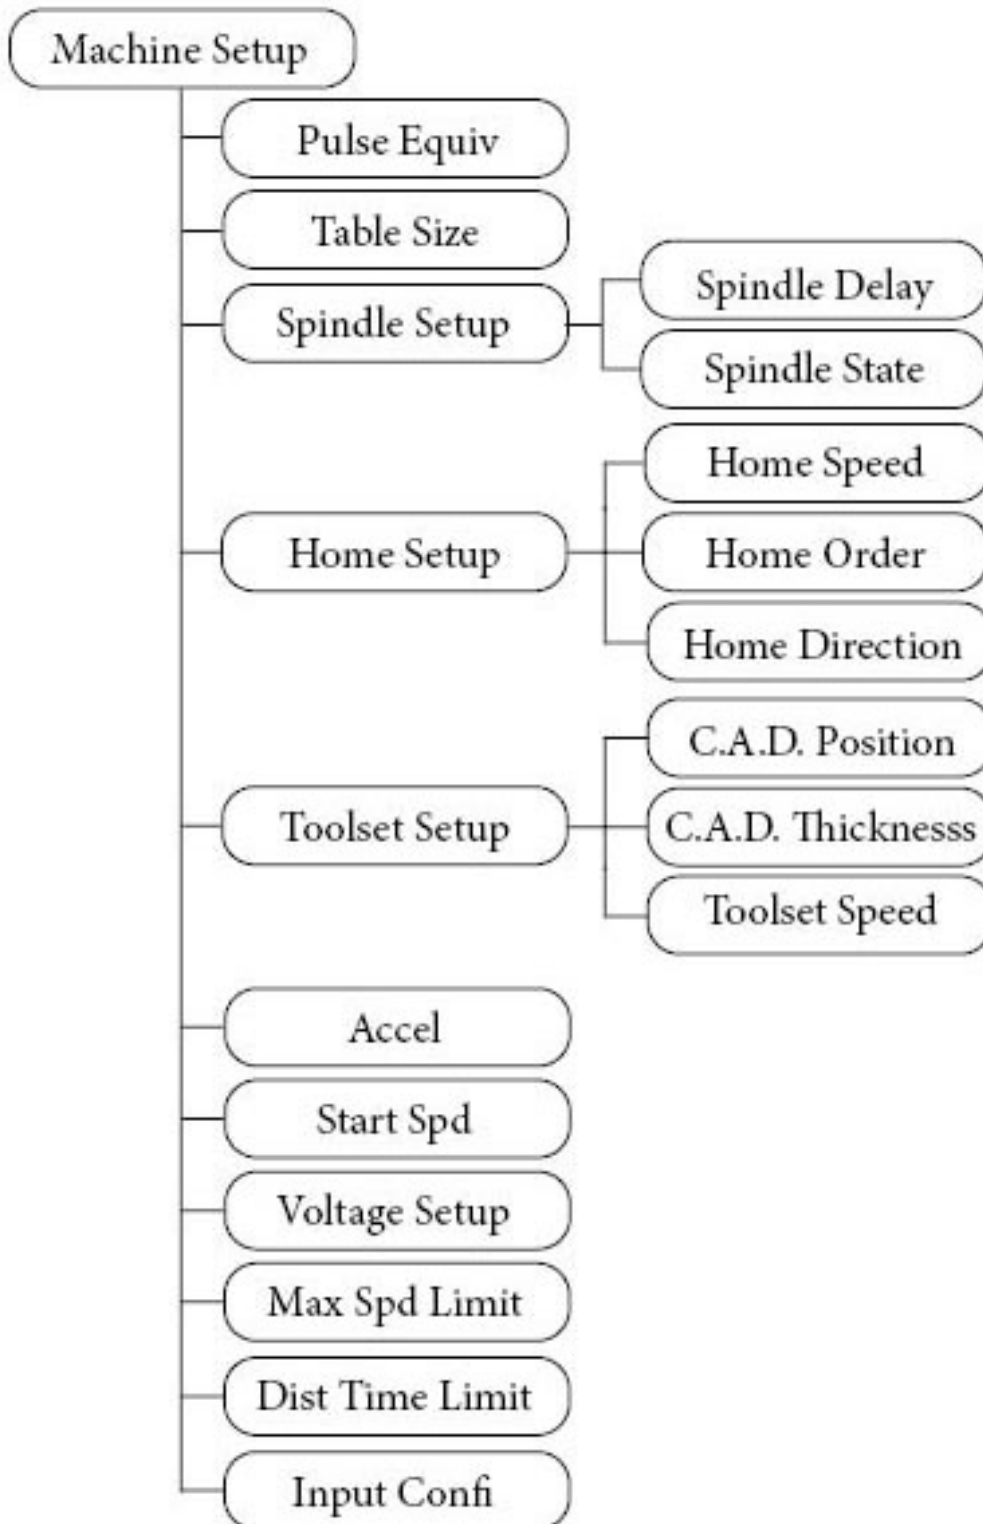 Machine Setup
Pulse Equiv
Table Size
Spindle Setup
Spindle Delay
Spindle State
Home Setup
Home Speed
Home Order
Home Direction
Toolset Setup
C.A.D. Position
C.A.D. Thicknesss
Toolset Speed
Accel
Start Spd
Voltage Setup
Max Spd Limit
Dist Time Limit
Input Confi